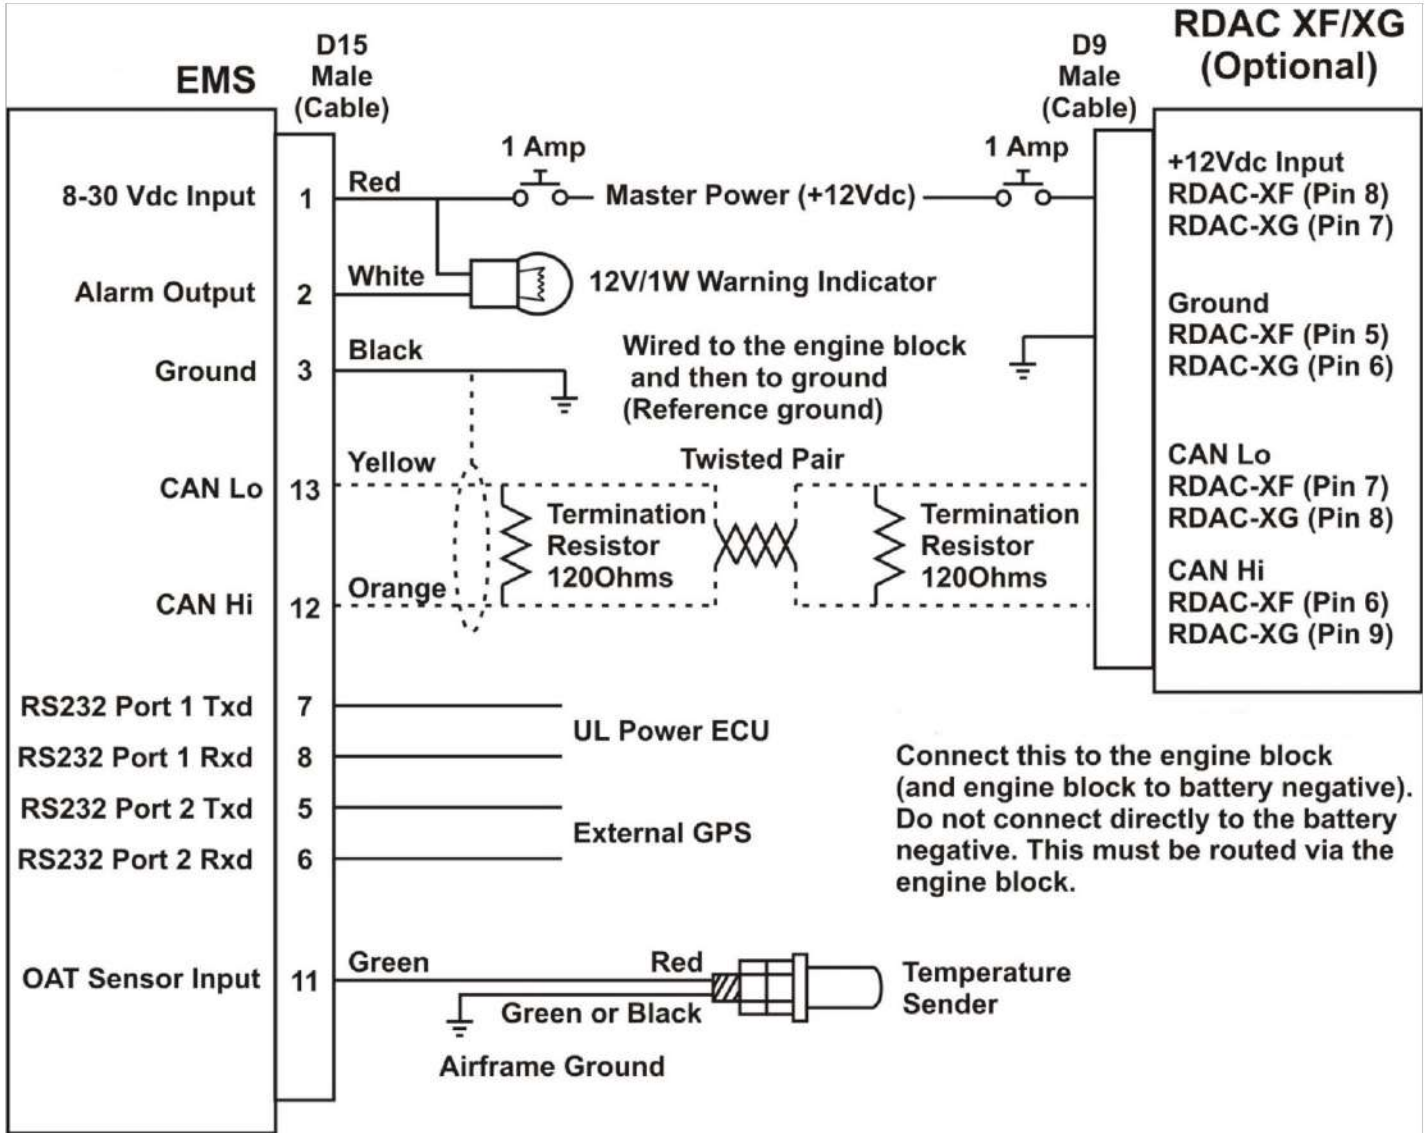 RDAC XF/XG
(Optional)
D15
Male
(Cable)
D9
Male
(Cable)
EMS
1 Amp
1 Amp
8-30 Vdc Input
1
Red
Master Power (+12Vdc)
+12Vdc Input
RDAC-XF (Pin 8)
RDAC-XG (Pin 7)
Alarm Output
2
White
12V/1W Warning Indicator
Ground
3
Black
Wired to the engine block
and then to ground
(Reference ground)
Ground
RDAC-XF (Pin 5)
RDAC-XG (Pin 6)
CAN Lo
13
Yellow
Twisted Pair
CAN Lo
RDAC-XF (Pin 7)
RDAC-XG (Pin 8)
Termination
Resistor
120Ohms
Termination
Resistor
120Ohms
CAN Hi
12
Orange
CAN Hi
RDAC-XF (Pin 6)
RDAC-XG (Pin 9)
RS232 Port 1 Txd
7
RS232 Port 1 Rxd
8
UL Power ECU
RS232 Port 2 Txd
5
RS232 Port 2 Rxd
6
External GPS
Connect this to the engine block
(and engine block to battery negative).
Do not connect directly to the battery
negative. This must be routed via the
engine block.
OAT Sensor Input
11
Green
Red
Green or Black
Airframe Ground
Temperature
Sender